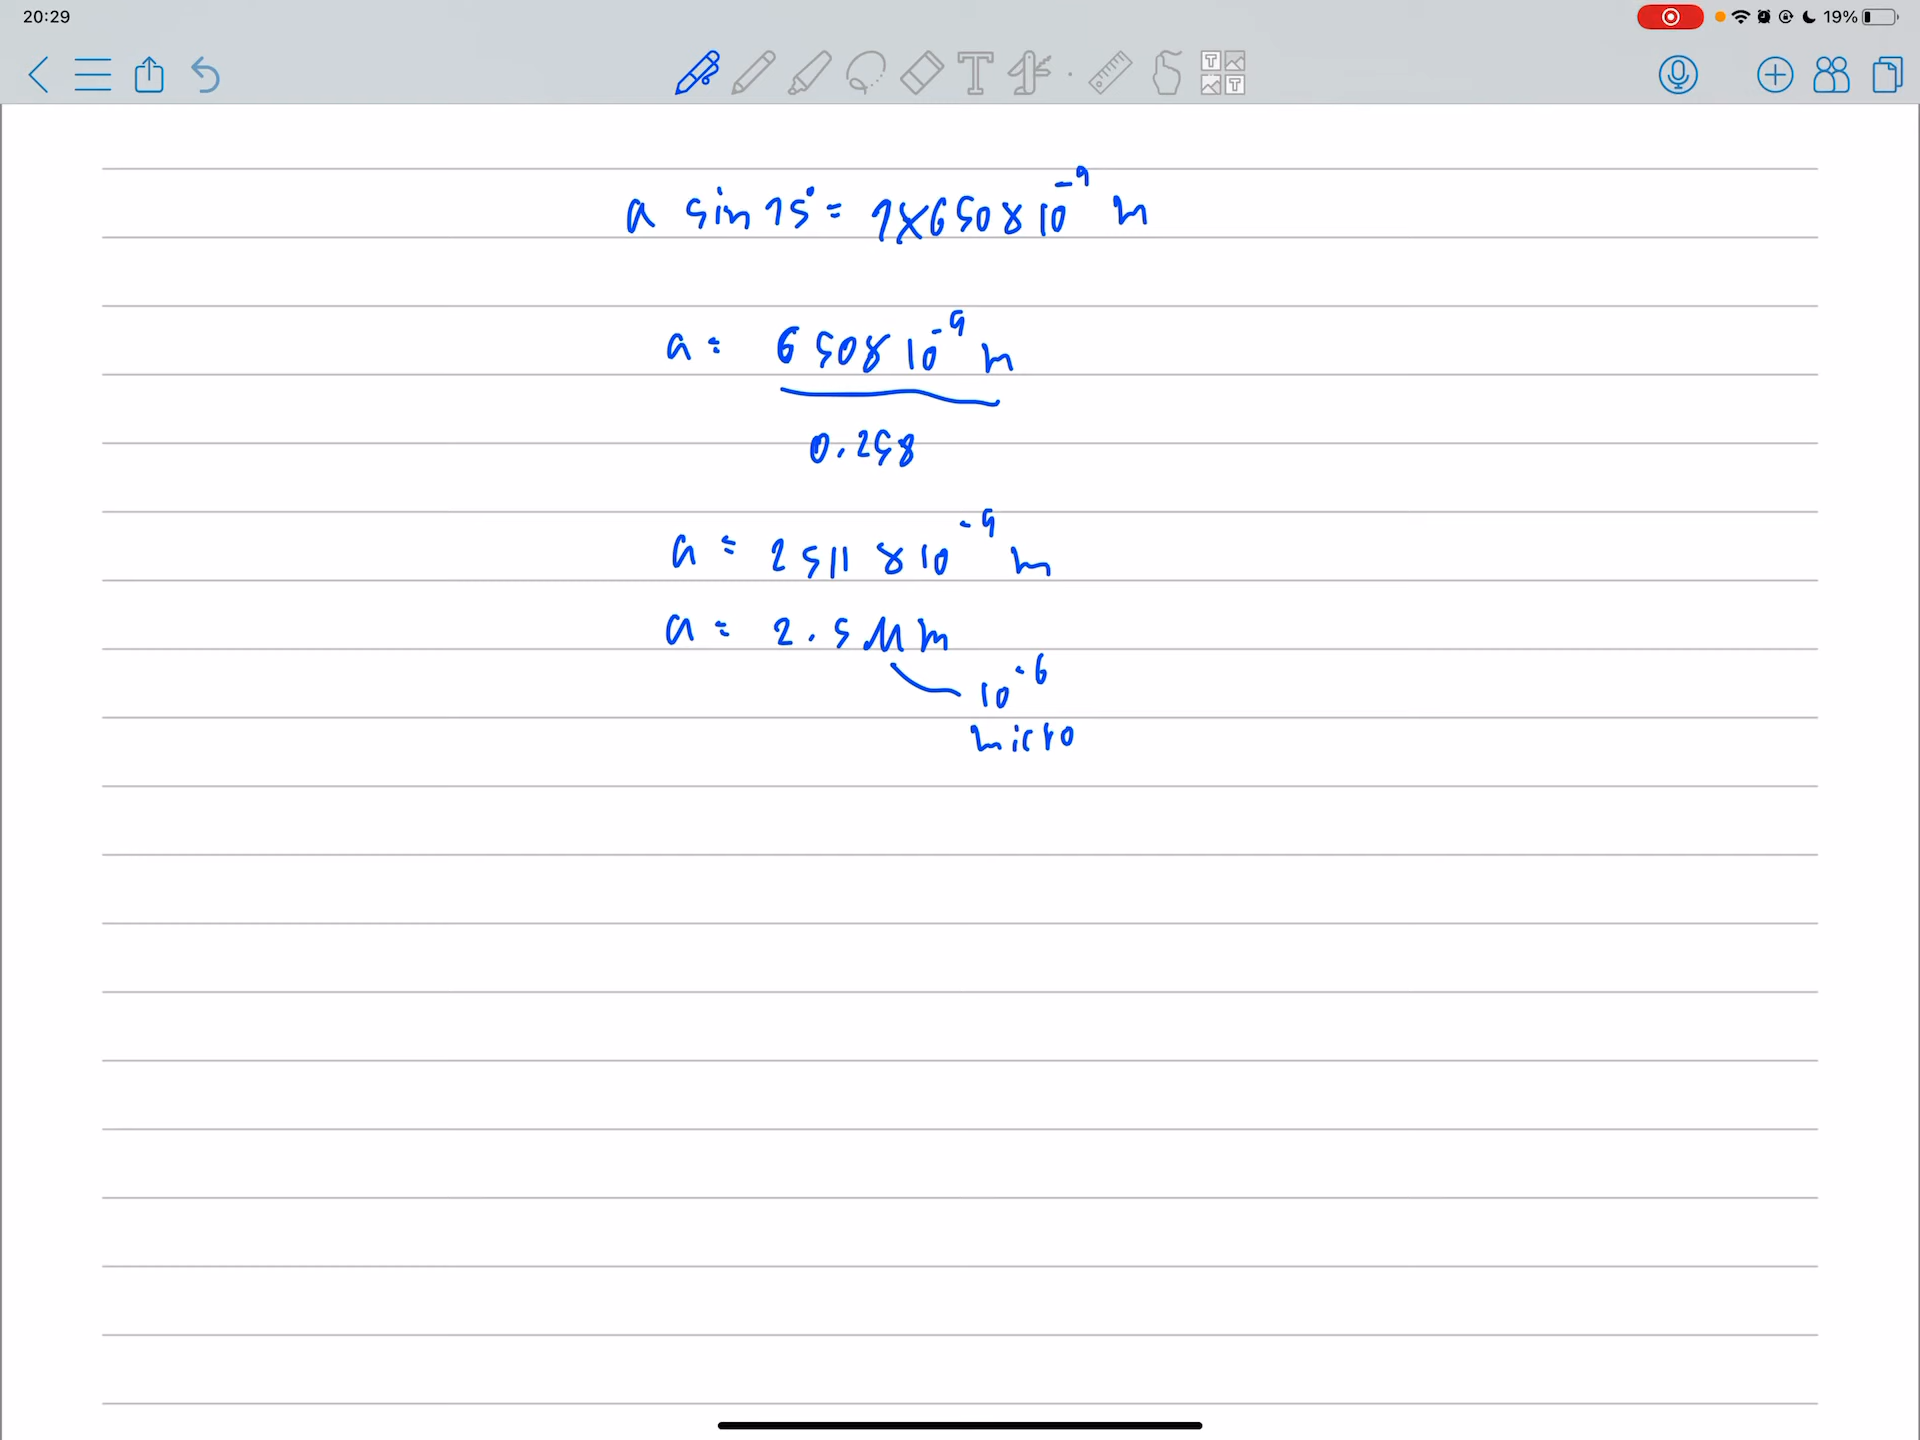 20:29
19%
T
T
T
a sin 15° = 1 × 650 × 10⁻⁹ m
a = 650 × 10⁻⁹ m
0.258
a = 2511 × 10⁻⁹ m
a = 2.5 μm
10⁻⁶
micro